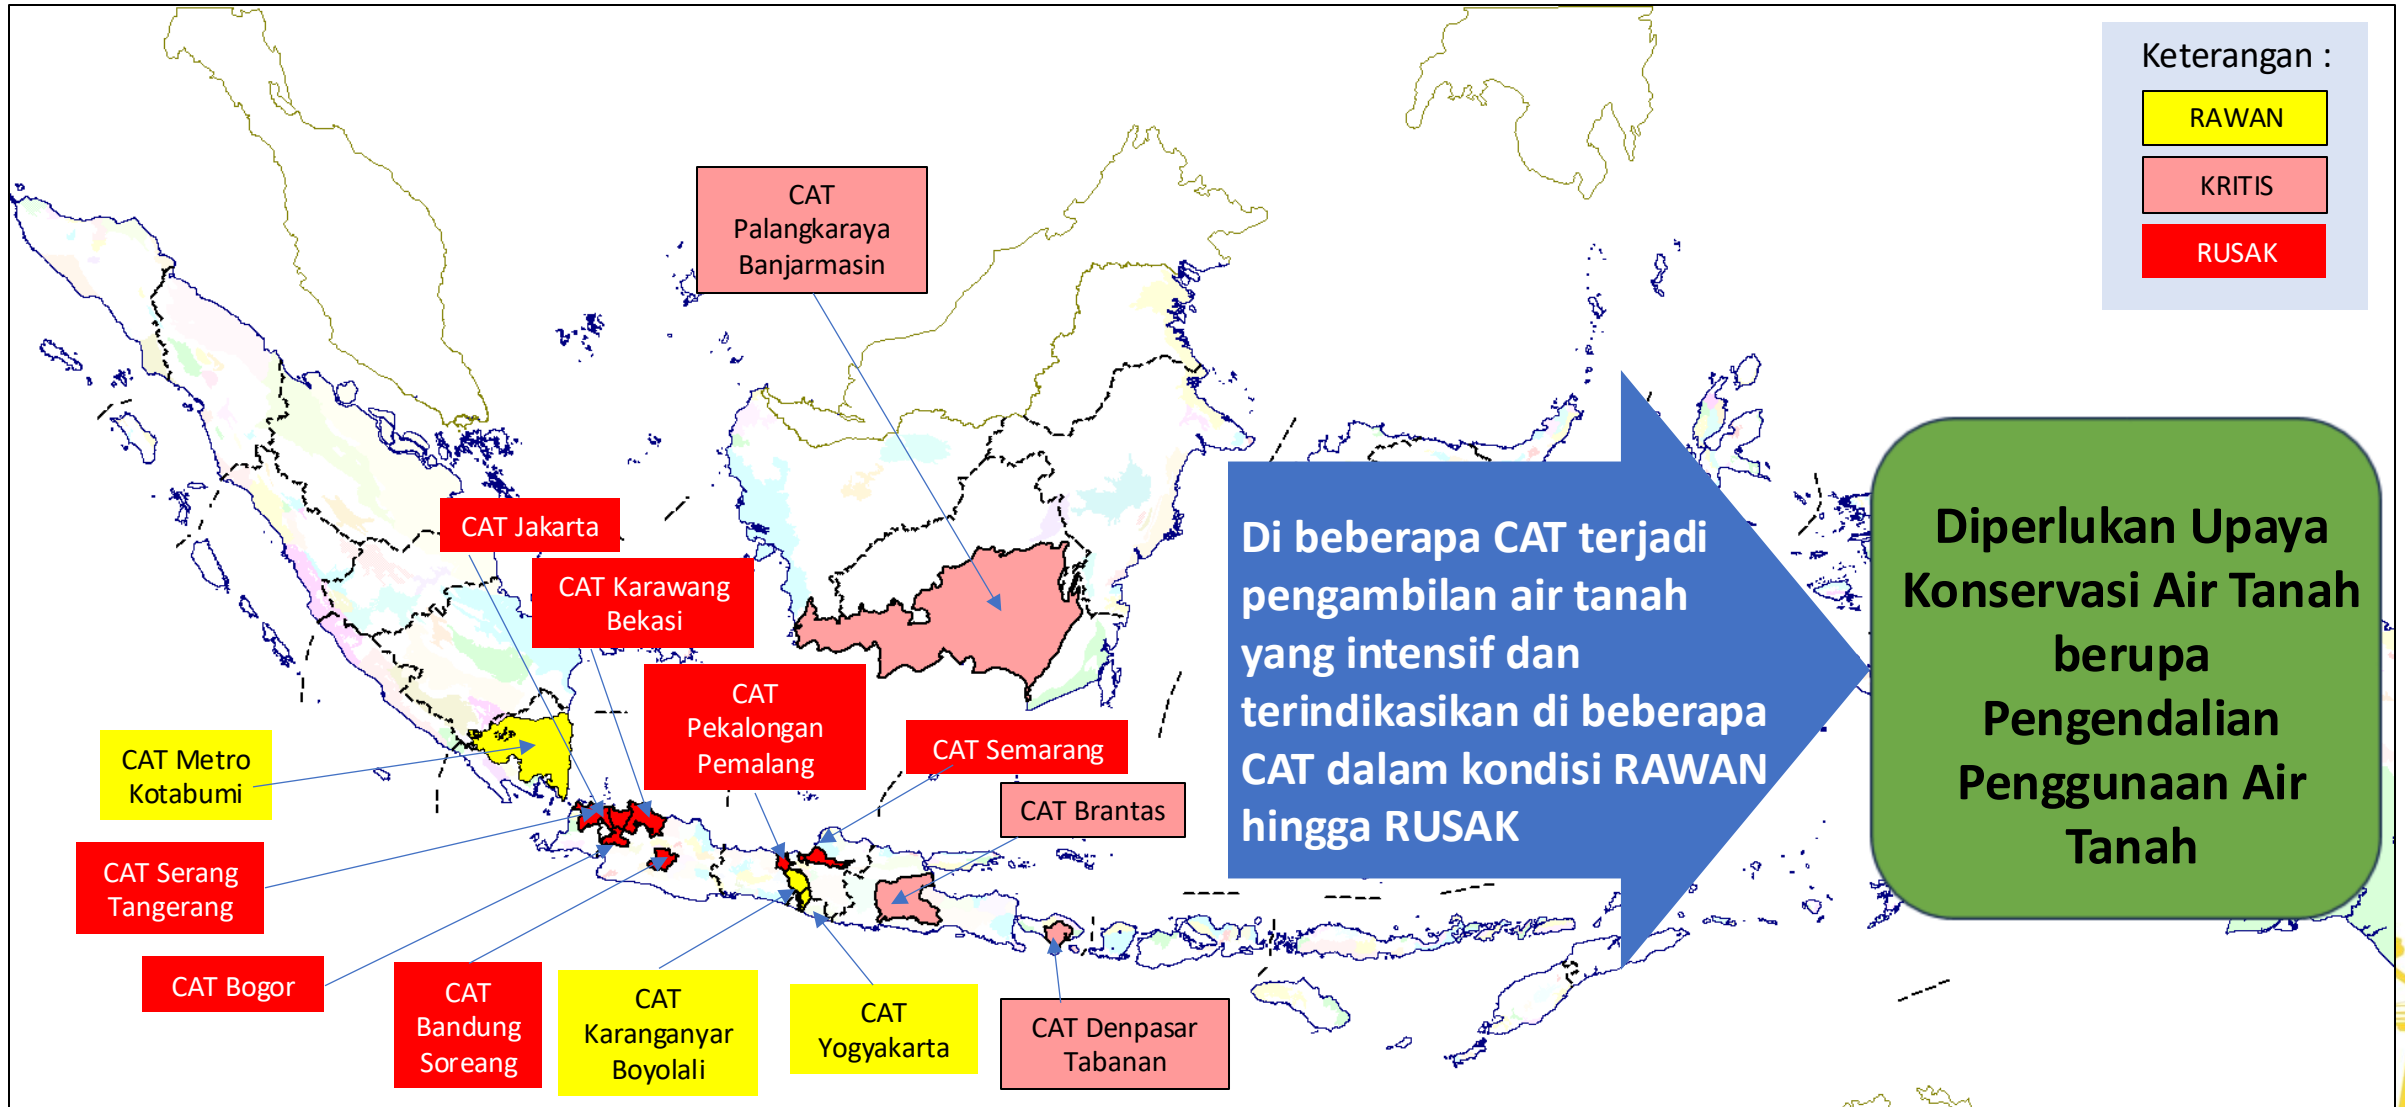 Keterangan :
RAWAN
KRITIS
RUSAK
CAT
Palangkaraya
Banjarmasin
CAT Jakarta
CAT Karawang
Bekasi
CAT
Pekalongan
Pemalang
CAT Semarang
CAT Brantas
CAT Metro
Kotabumi
CAT Serang
Tangerang
CAT Bogor
CAT
Bandung
Soreang
CAT
Karanganyar
Boyolali
CAT
Yogyakarta
CAT Denpasar
Tabanan
Di beberapa CAT terjadi
pengambilan air tanah
yang intensif dan
terindikasikan di beberapa
CAT dalam kondisi RAWAN
hingga RUSAK
Diperlukan Upaya
Konservasi Air Tanah
berupa
Pengendalian
Penggunaan Air
Tanah